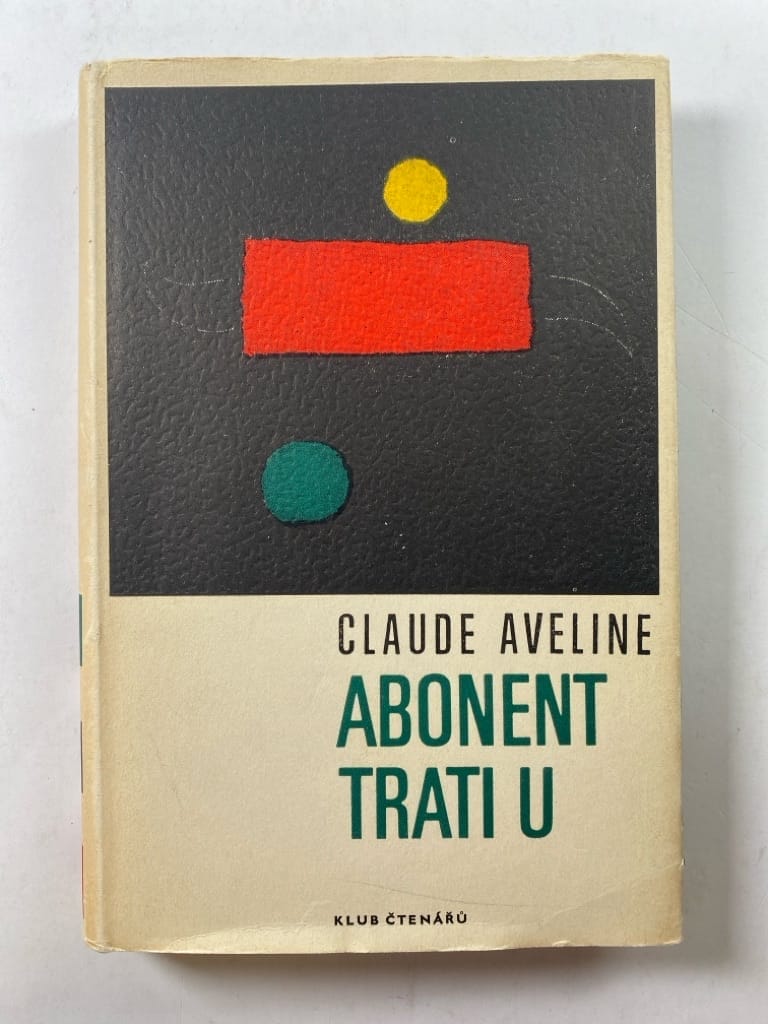 CLAUDE AVELINE
ABONENT
TRATI U
KLUB ČTENÁŘŮ